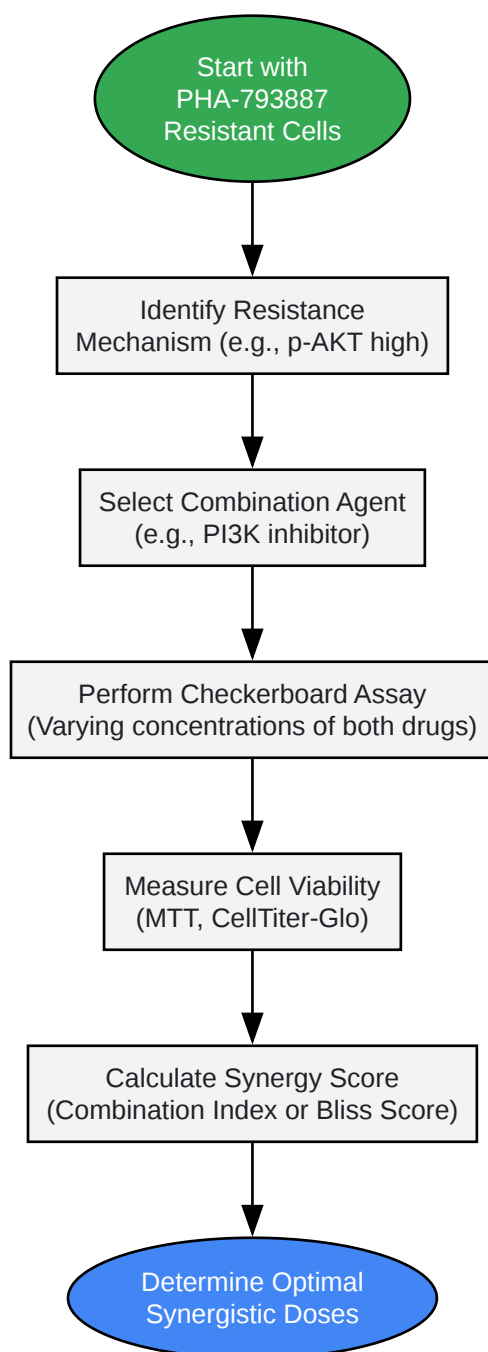 Start with
PHA-793887
Resistant Cells
Identify Resistance
Mechanism (e.g., p-AKT high)
Select Combination Agent
(e.g., PI3K inhibitor)
Perform Checkerboard Assay
(Varying concentrations of both drugs)
Measure Cell Viability
(MTT, CellTiter-Glo)
Calculate Synergy Score
(Combination Index or Bliss Score)
Determine Optimal
Synergistic Doses